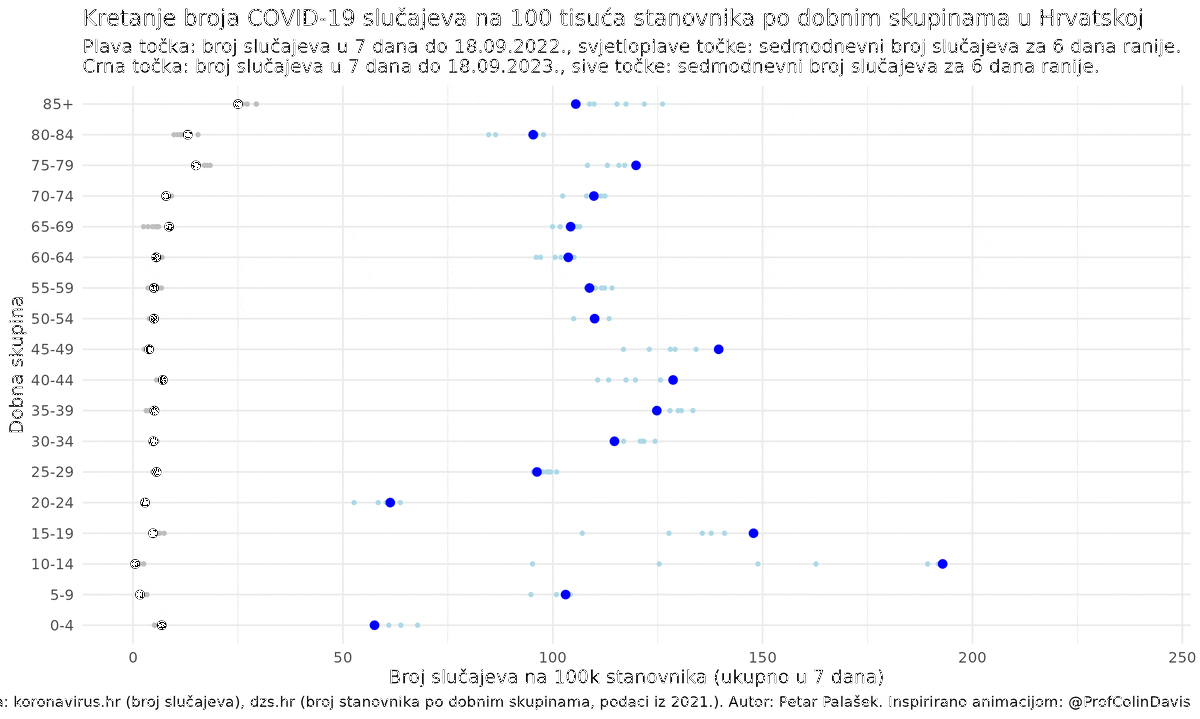 Kretanje broja COVID-19 slučajeva na 100 tisuća stanovnika po dobnim skupinama u Hrvatskoj
Plava točka: broj slučajeva u 7 dana do 18.09.2022., svjetloplave točke: sedmodnevni broj slučajeva za 6 dana ranije.
Crna točka: broj slučajeva u 7 dana do 18.09.2023., sive točke: sedmodnevni broj slučajeva za 6 dana ranije.
Dobna skupina
85+
80-84
75-79
70-74
65-69
60-64
55-59
50-54
45-49
40-44
35-39
30-34
25-29
20-24
15-19
10-14
5-9
0-4
0 50 100 150 200 250
Broj slučajeva na 100k stanovnika (ukupno u 7 dana)
koronavirus.hr (broj slučajeva), dzs.hr (broj stanovnika po dobnim skupinama, podaci iz 2021.). Autor: Petar Palašek. Inspirirano animacijom: @ProfColinDavis